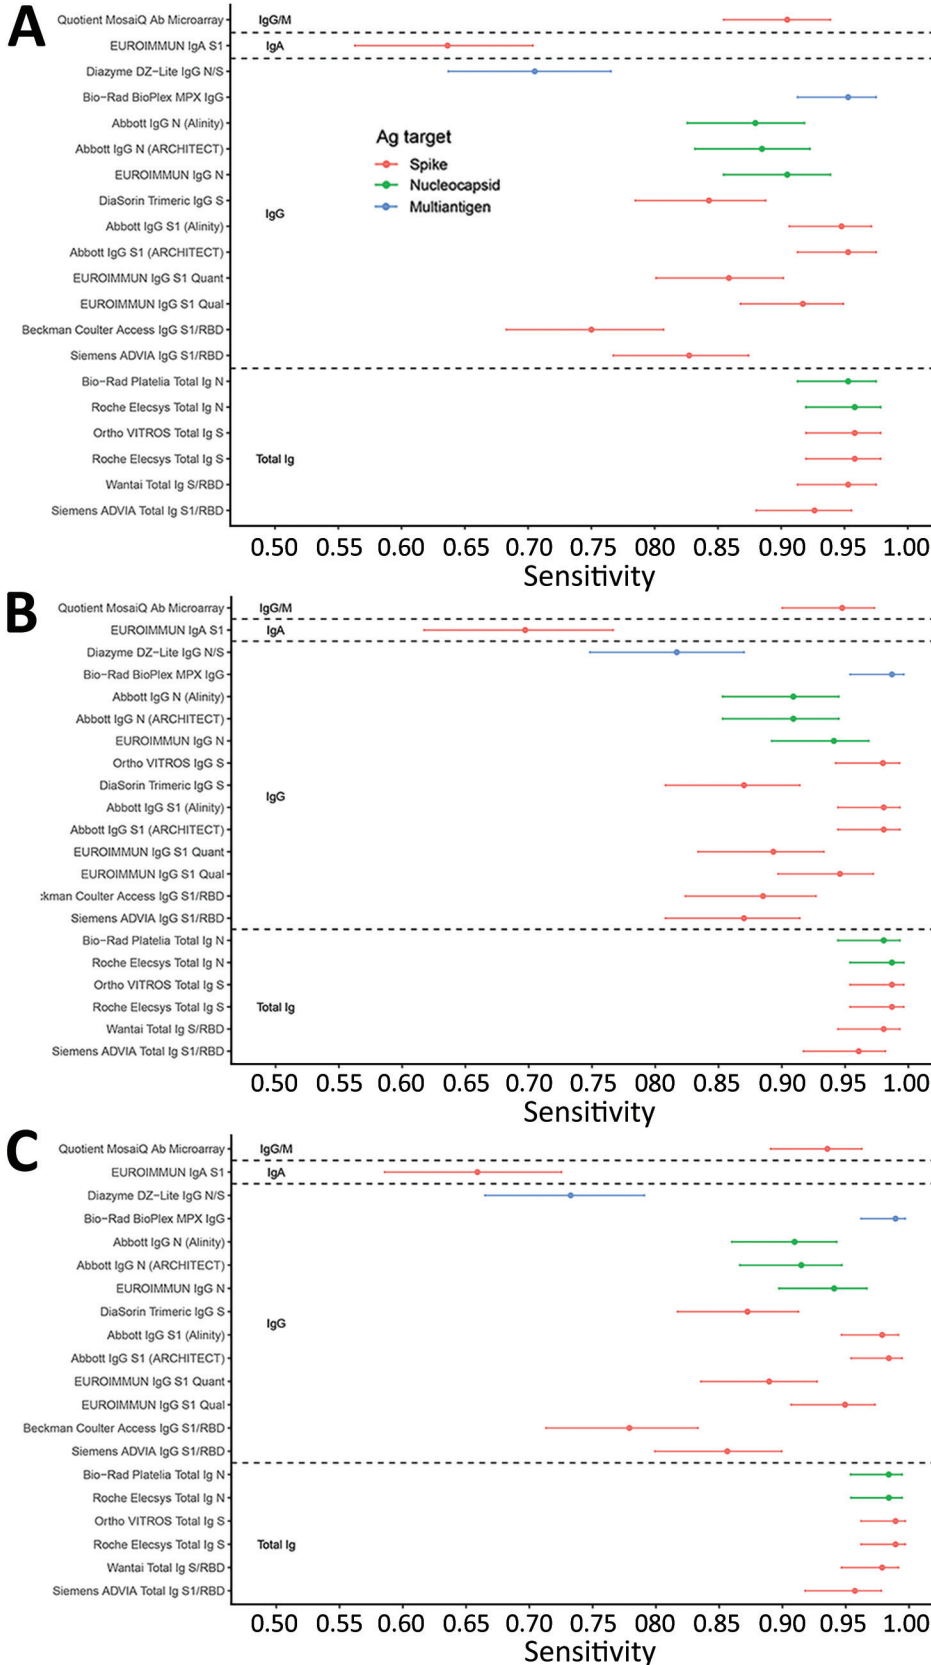 A
Quotient MosaiQ Ab Microarray IgG/M
EUROIMMUN IgA S1 IgA
Diazyme DZ-Lite IgG N/S
Bio-Rad BioPlex MPX IgG
Abbott IgG N (Alinity)
Abbott IgG N (ARCHITECT)
EUROIMMUN IgG N
DiaSorin Trimeric IgG S
IgG
Abbott IgG S1 (Alinity)
Abbott IgG S1 (ARCHITECT)
EUROIMMUN IgG S1 Quant
EUROIMMUN IgG S1 Qual
Beckman Coulter Access IgG S1/RBD
Siemens ADVIA IgG S1/RBD
Ag target
Spike
Nucleocapsid
Multiantigen
Bio-Rad Platelia Total Ig N
Roche Elecsys Total Ig N
Ortho VITROS Total Ig S
Roche Elecsys Total Ig S Total Ig
Wantai Total Ig S/RBD
Siemens ADVIA Total Ig S1/RBD
0.50 0.55 0.60 0.65 0.70 0.75 080 0.85 0.90 0.95 1.00
Sensitivity
B
Quotient MosaiQ Ab Microarray IgG/M
EUROIMMUN IgA S1 IgA
Diazyme DZ-Lite IgG N/S
Bio-Rad BioPlex MPX IgG
Abbott IgG N (Alinity)
Abbott IgG N (ARCHITECT)
EUROIMMUN IgG N
Ortho VITROS IgG S
DiaSorin Trimeric IgG S
IgG
Abbott IgG S1 (Alinity)
Abbott IgG S1 (ARCHITECT)
EUROIMMUN IgG S1 Quant
EUROIMMUN IgG S1 Qual
kman Coulter Access IgG S1/RBD
Siemens ADVIA IgG S1/RBD
Bio-Rad Platelia Total Ig N
Roche Elecsys Total Ig N
Ortho VITROS Total Ig S
Roche Elecsys Total Ig S Total Ig
Wantai Total Ig S/RBD
Siemens ADVIA Total Ig S1/RBD
0.50 0.55 0.60 0.65 0.70 0.75 080 0.85 0.90 0.95 1.00
Sensitivity
C
Quotient MosaiQ Ab Microarray IgG/M
EUROIMMUN IgA S1 IgA
Diazyme DZ-Lite IgG N/S
Bio-Rad BioPlex MPX IgG
Abbott IgG N (Alinity)
Abbott IgG N (ARCHITECT)
EUROIMMUN IgG N
DiaSorin Trimeric IgG S
IgG
Abbott IgG S1 (Alinity)
Abbott IgG S1 (ARCHITECT)
EUROIMMUN IgG S1 Quant
EUROIMMUN IgG S1 Qual
Beckman Coulter Access IgG S1/RBD
Siemens ADVIA IgG S1/RBD
Bio-Rad Platelia Total Ig N
Roche Elecsys Total Ig N
Ortho VITROS Total Ig S
Roche Elecsys Total Ig S Total Ig
Wantai Total Ig S/RBD
Siemens ADVIA Total Ig S1/RBD
0.50 0.55 0.60 0.65 0.70 0.75 080 0.85 0.90 0.95 1.00
Sensitivity